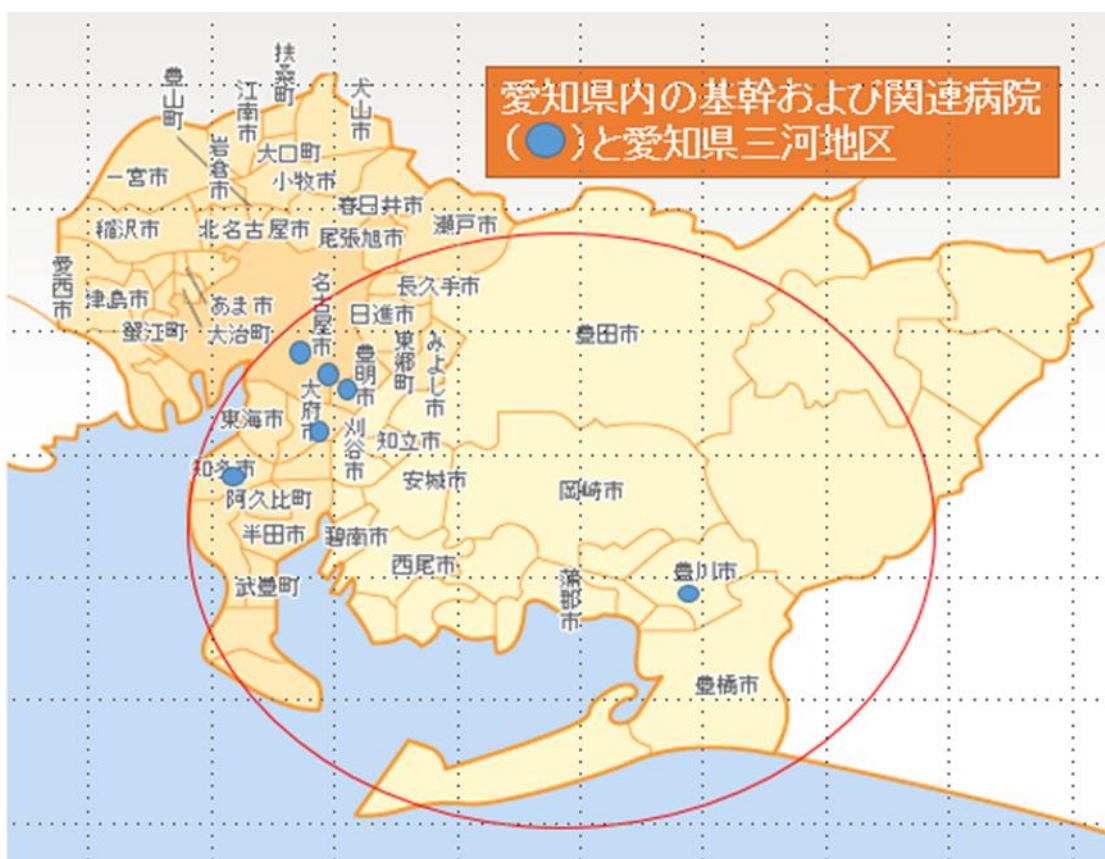 愛知県内の基幹および関連病院
(●)と愛知県三河地区
扶桑町
豊山町
江南市
犬山市
岩倉市
大口町
一宮市
小牧市
春日井市
稲沢市
北名古屋市
尾張旭市
瀬戸市
愛西市
津島市
あま市
名古屋市
長久手市
蟹江町
大治町
日進市
豊明市
東郷町
みよし市
豊田市
大府市
東海市
刈谷市
知立市
知多市
安城市
岡崎市
阿久比町
半田市
碧南市
西尾市
蒲郡市
豊川市
武豊町
豊橋市